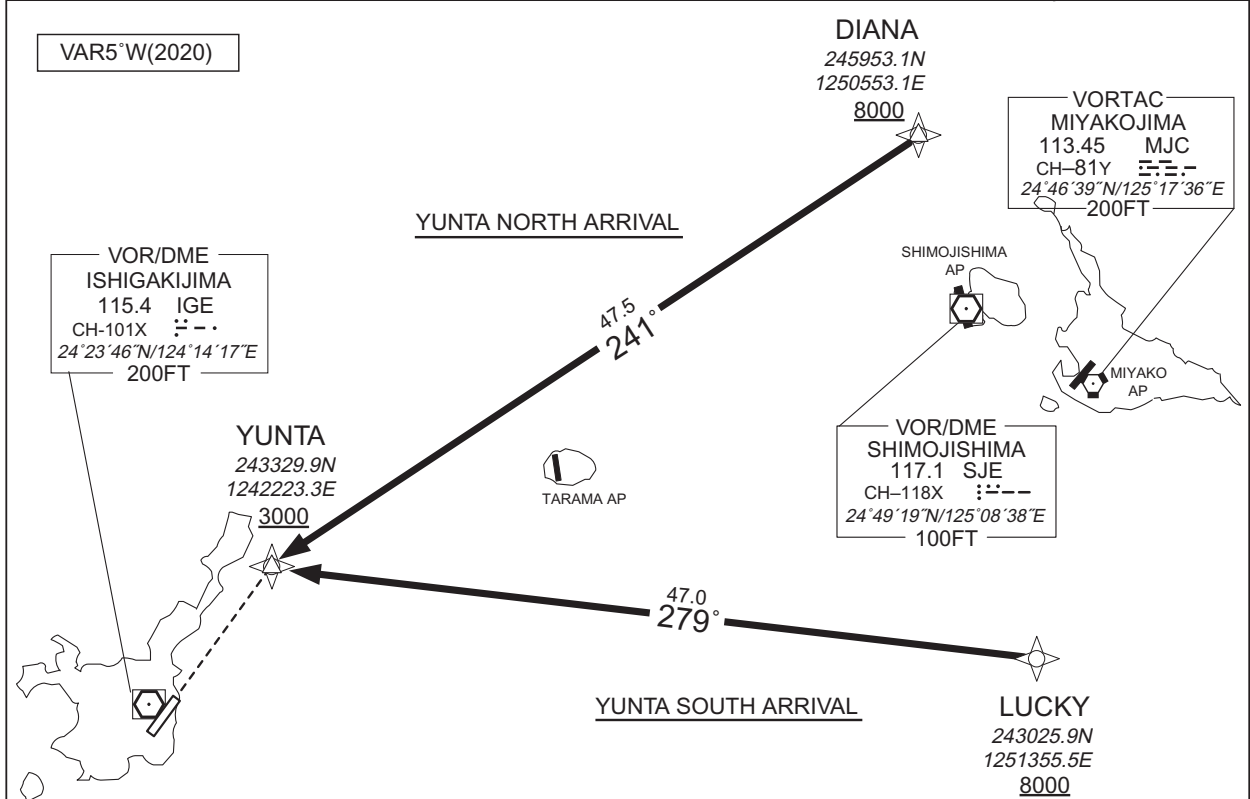 VAR5˚W(2020)
DIANA
245953.1N
1250553.1E
8000
VORTAC
MIYAKOJIMA
113.45 MJC
CH–81Y
24˚46´39˝N/125˚17´36˝E
200FT
YUNTA NORTH ARRIVAL
VOR/DME
ISHIGAKIJIMA
115.4 IGE
CH-101X
24˚23´46˝N/124˚14´17˝E
200FT
SHIMOJISHIMA
AP
47.5
241˚
MIYAKO
AP
YUNTA
243329.9N
1242223.3E
3000
TARAMA AP
VOR/DME
SHIMOJISHIMA
117.1 SJE
CH–118X
24˚49´19˝N/125˚08´38˝E
100FT
47.0
279˚
YUNTA SOUTH ARRIVAL
LUCKY
243025.9N
1251355.5E
8000